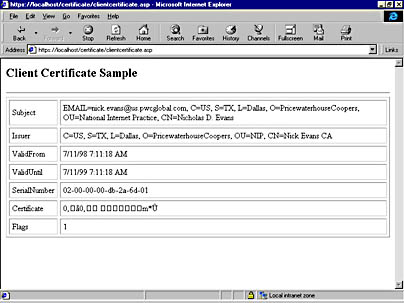 https://localhost/certificate/clientcertificate.asp - Microsoft Internet Explorer
File Edit View Go Favorites Help
Back Forward Stop Refresh Home Search Favorites History Channels Fullscreen Mail Print
Address https://localhost/certificate/clientcertificate.asp Links
Client Certificate Sample
Subject EMAIL=nick.evans@us.pwcglobal.com, C=US, S=TX, L=Dallas, O=PricewaterhouseCoopers,
OU=National Internet Practice, CN=Nicholas D. Evans
Issuer C=US, S=TX, L=Dallas, O=PricewaterhouseCoopers, OU=NIP, CN=Nick Evans CA
ValidFrom 7/11/98 7:11:18 AM
ValidUntil 7/11/99 7:11:18 AM
SerialNumber 02-00-00-00-db-2a-6d-01
Certificate
Flags 1
Local intranet zone